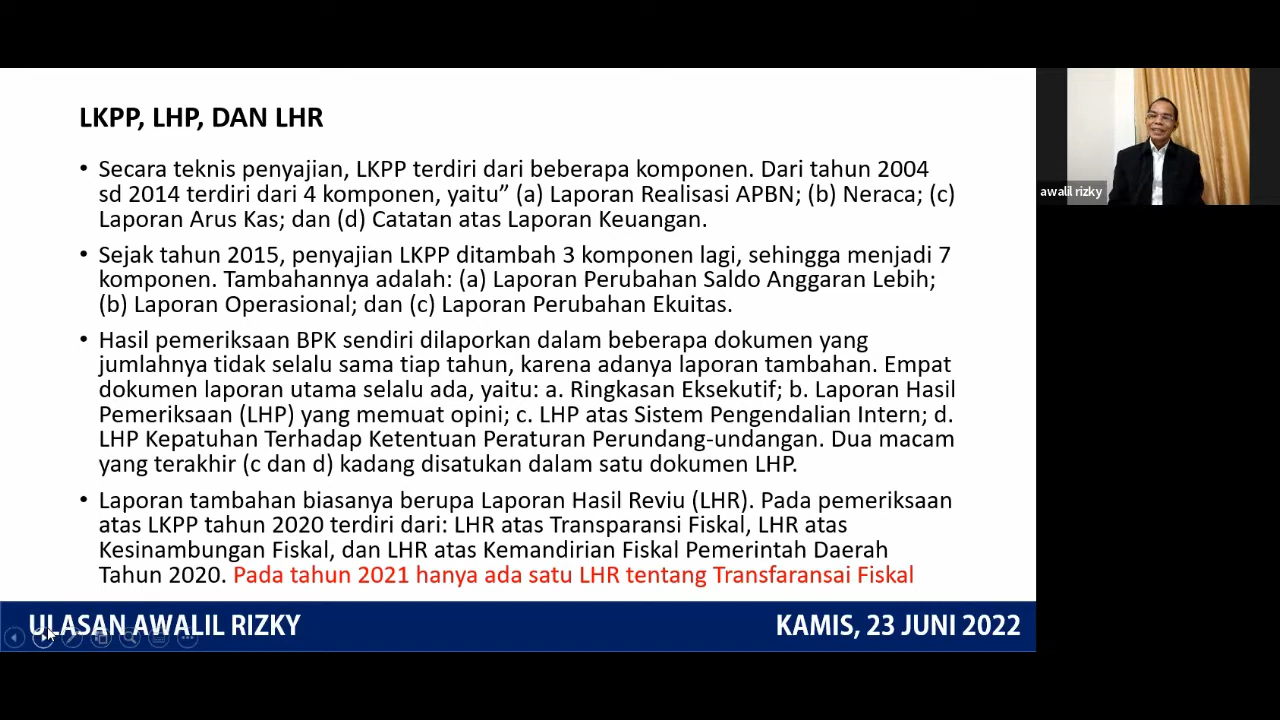 LKPP, LHP, DAN LHR
• Secara teknis penyajian, LKPP terdiri dari beberapa komponen. Dari tahun 2004
sd 2014 terdiri dari 4 komponen, yaitu” (a) Laporan Realisasi APBN; (b) Neraca; (c)
Laporan Arus Kas; dan (d) Catatan atas Laporan Keuangan.
• Sejak tahun 2015, penyajian LKPP ditambah 3 komponen lagi, sehingga menjadi 7
komponen. Tambahannya adalah: (a) Laporan Perubahan Saldo Anggaran Lebih;
(b) Laporan Operasional; dan (c) Laporan Perubahan Ekuitas.
• Hasil pemeriksaan BPK sendiri dilaporkan dalam beberapa dokumen yang
jumlahnya tidak selalu sama tiap tahun, karena adanya laporan tambahan. Empat
dokumen laporan utama selalu ada, yaitu: a. Ringkasan Eksekutif; b. Laporan Hasil
Pemeriksaan (LHP) yang memuat opini; c. LHP atas Sistem Pengendalian Intern; d.
LHP Kepatuhan Terhadap Ketentuan Peraturan Perundang-undangan. Dua macam
yang terakhir (c dan d) kadang disatukan dalam satu dokumen LHP.
• Laporan tambahan biasanya berupa Laporan Hasil Reviu (LHR). Pada pemeriksaan
atas LKPP tahun 2020 terdiri dari: LHR atas Transparansi Fiskal, LHR atas
Kesinambungan Fiskal, dan LHR atas Kemandirian Fiskal Pemerintah Daerah
Tahun 2020. Pada tahun 2021 hanya ada satu LHR tentang Transfaransai Fiskal
ULASAN AWALIL RIZKY
KAMIS, 23 JUNI 2022
awalil rizky